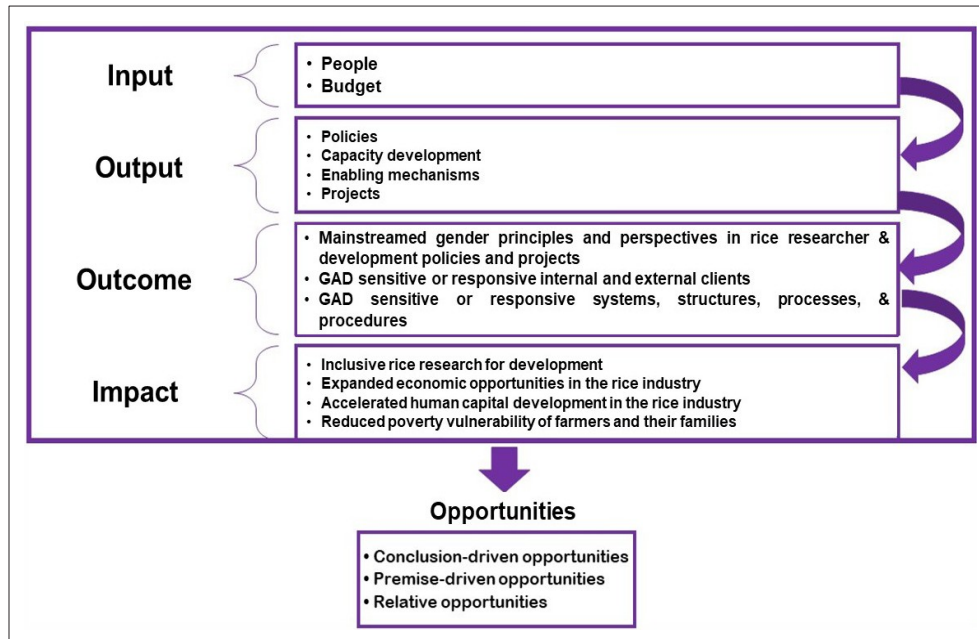 Input
• People
• Budget
Output
• Policies
• Capacity development
• Enabling mechanisms
• Projects
Outcome
• Mainstreamed gender principles and perspectives in rice researcher &
development policies and projects
• GAD sensitive or responsive internal and external clients
• GAD sensitive or responsive systems, structures, processes, &
procedures
Impact
• Inclusive rice research for development
• Expanded economic opportunities in the rice industry
• Accelerated human capital development in the rice industry
• Reduced poverty vulnerability of farmers and their families
Opportunities
• Conclusion-driven opportunities
• Premise-driven opportunities
• Relative opportunities